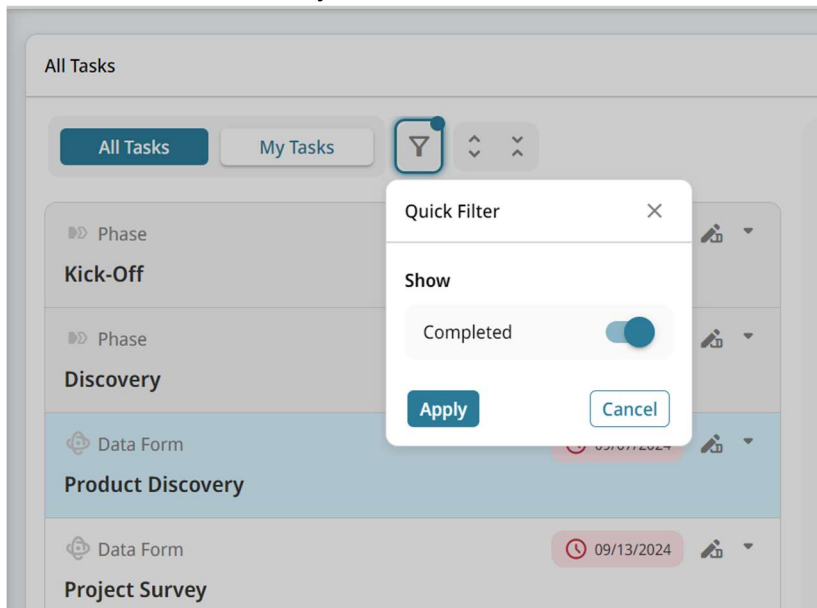 All Tasks
All Tasks
My Tasks
Quick Filter
Phase
Kick-Off
Show
Completed
Phase
Discovery
Apply
Cancel
Data Form
Product Discovery
Data Form
09/13/2024
Project Survey